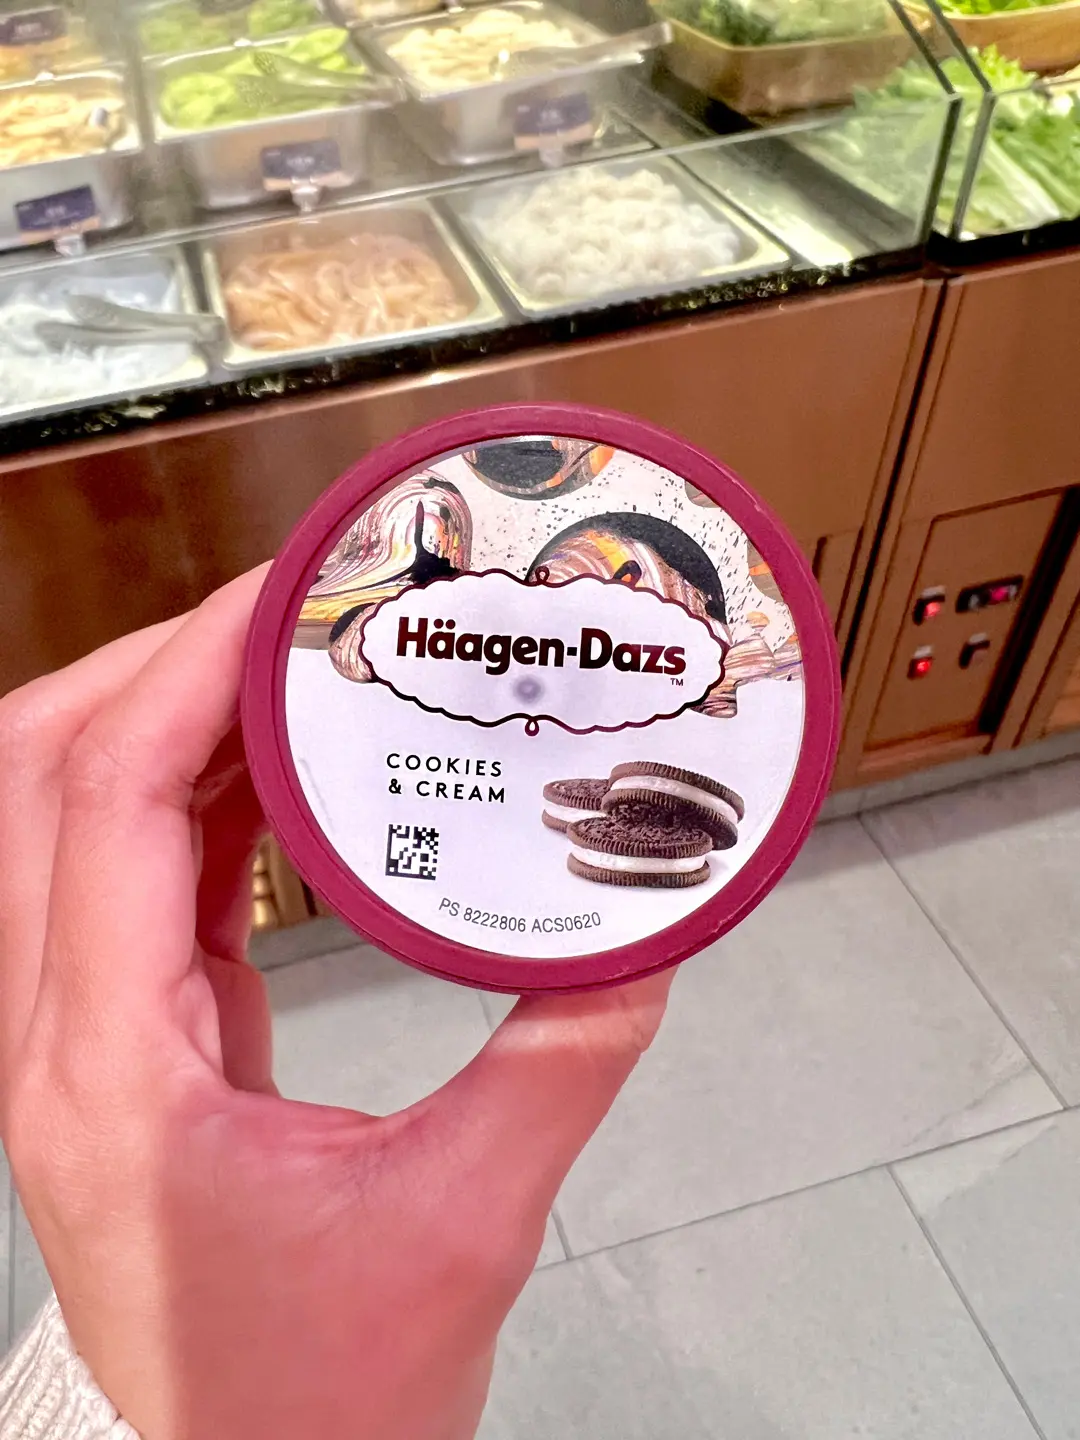 Häagen-Dazs
TM
COOKIES
& CREAM
PS 8222806 ACS0620